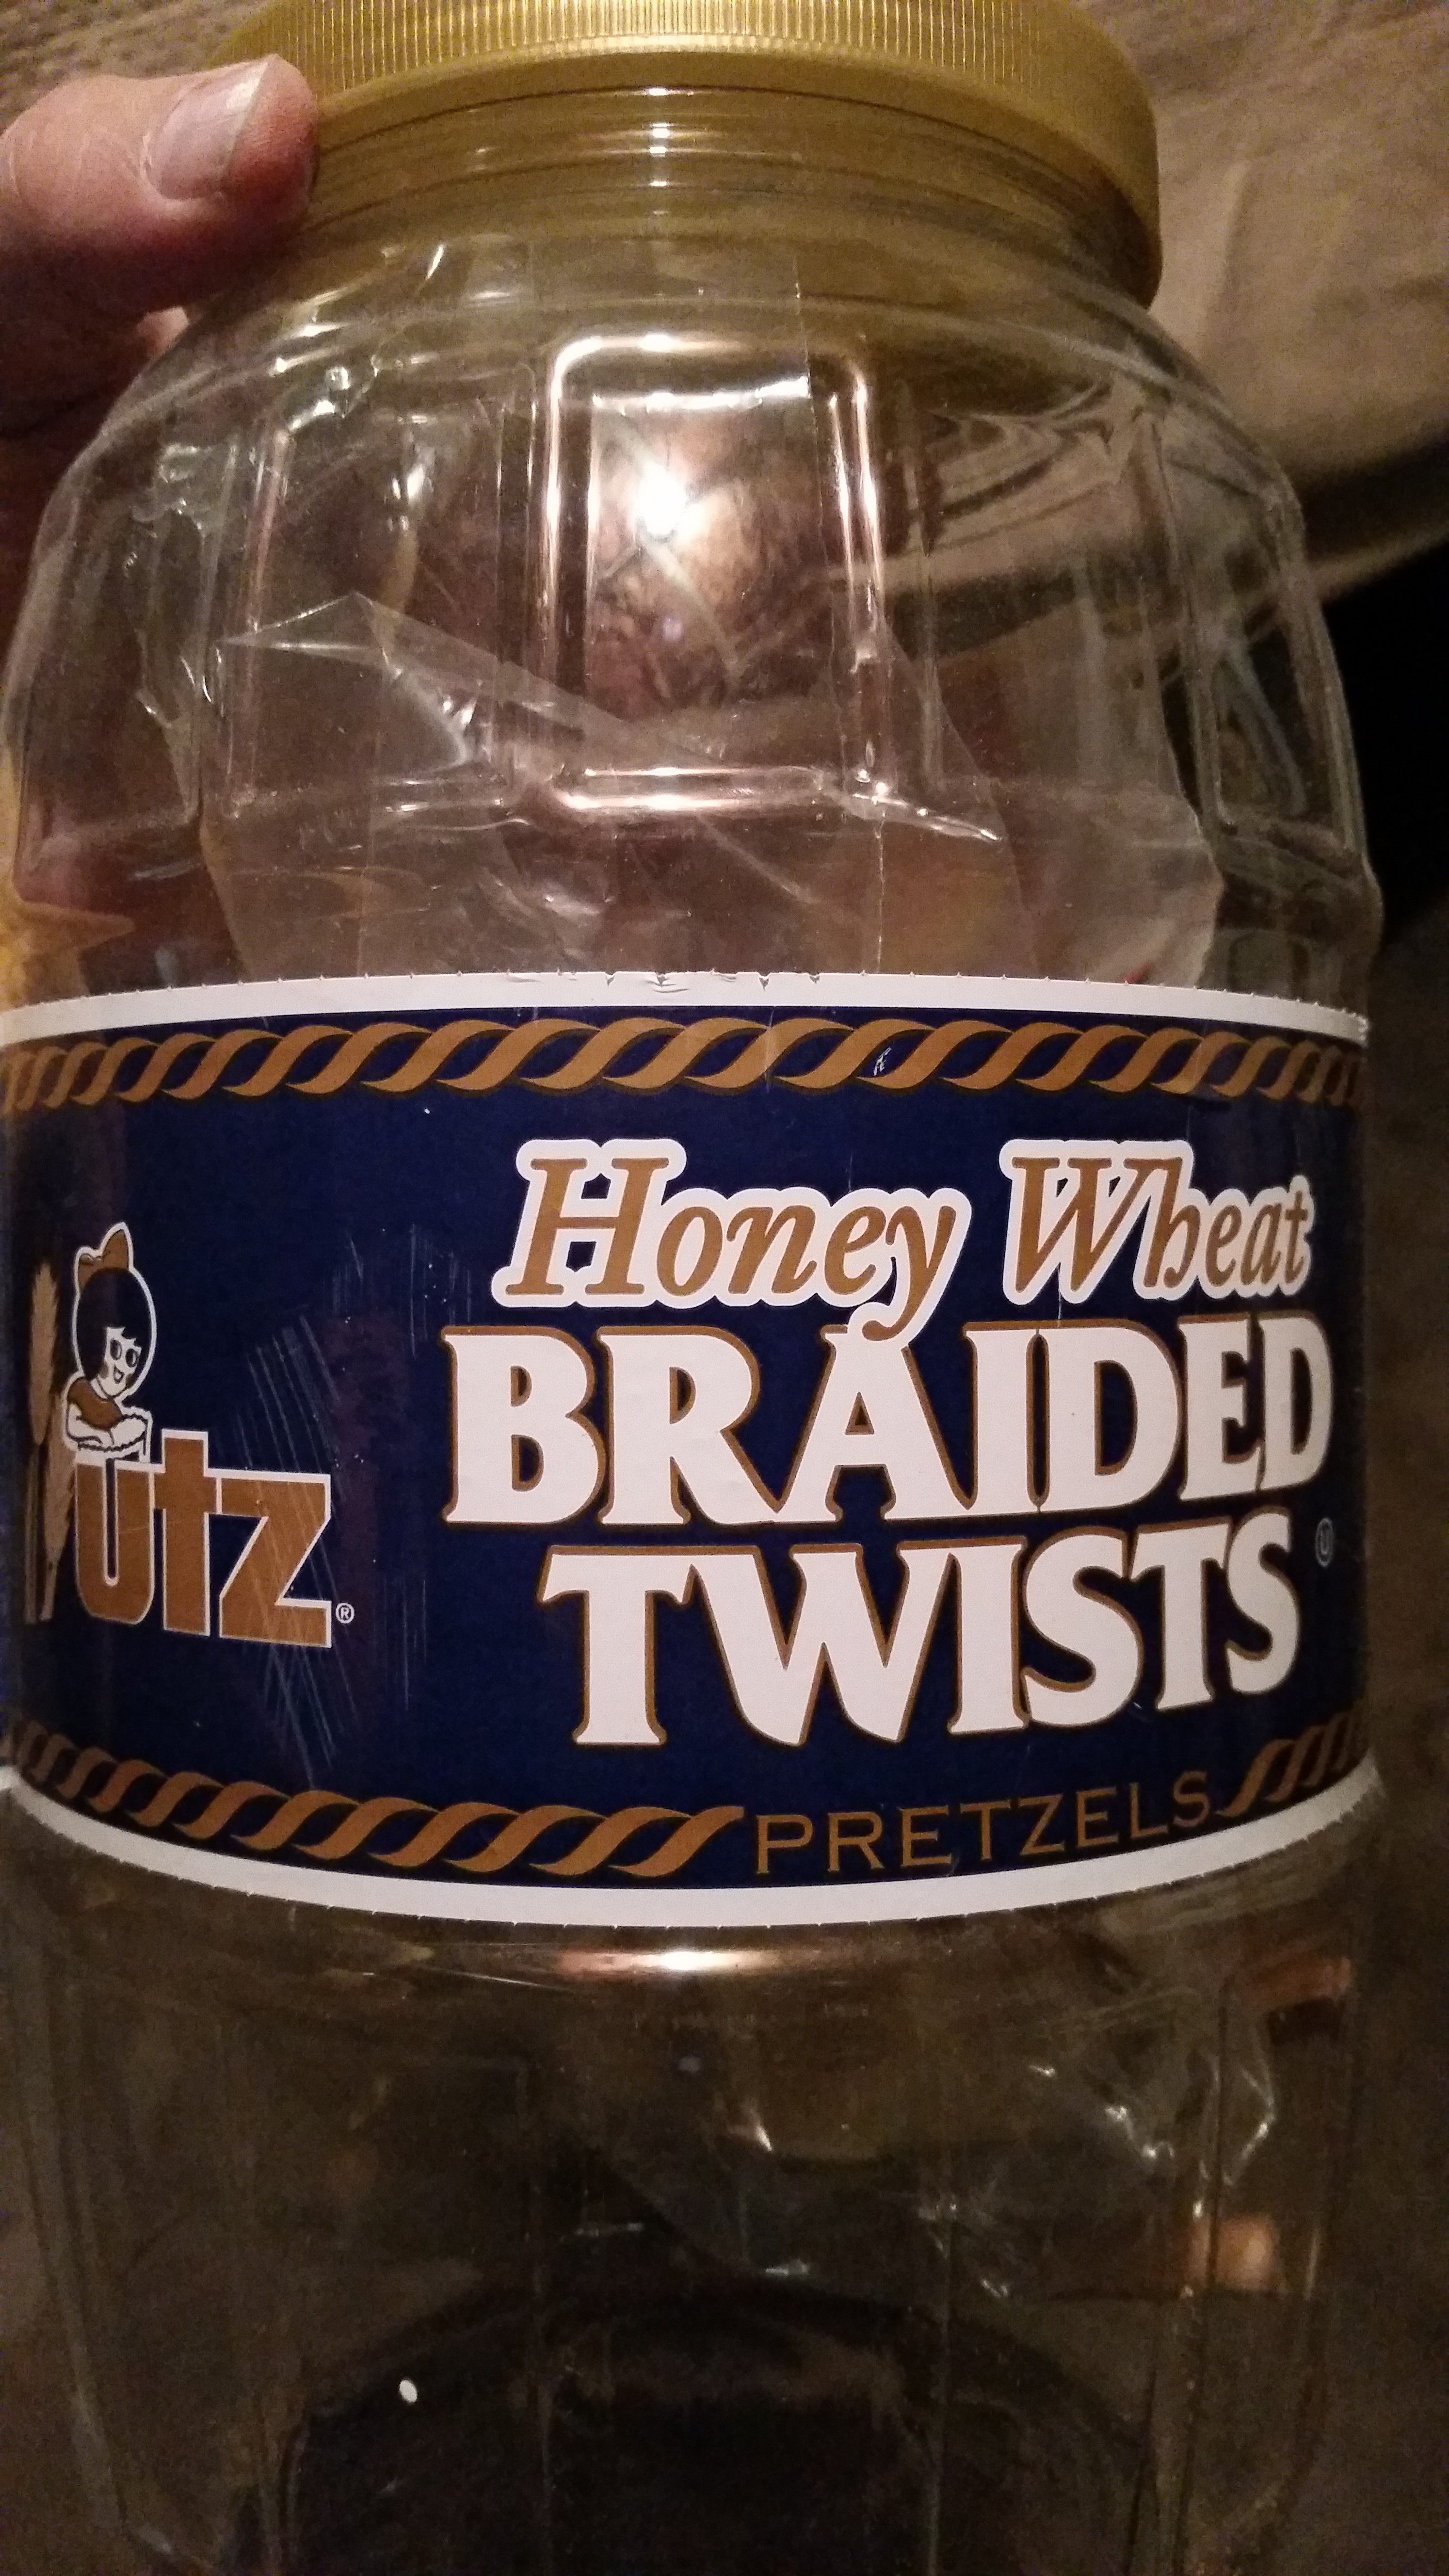 Honey Wheat
BRAIDED
TWISTS
Ⓤ
utz®
PRETZELS